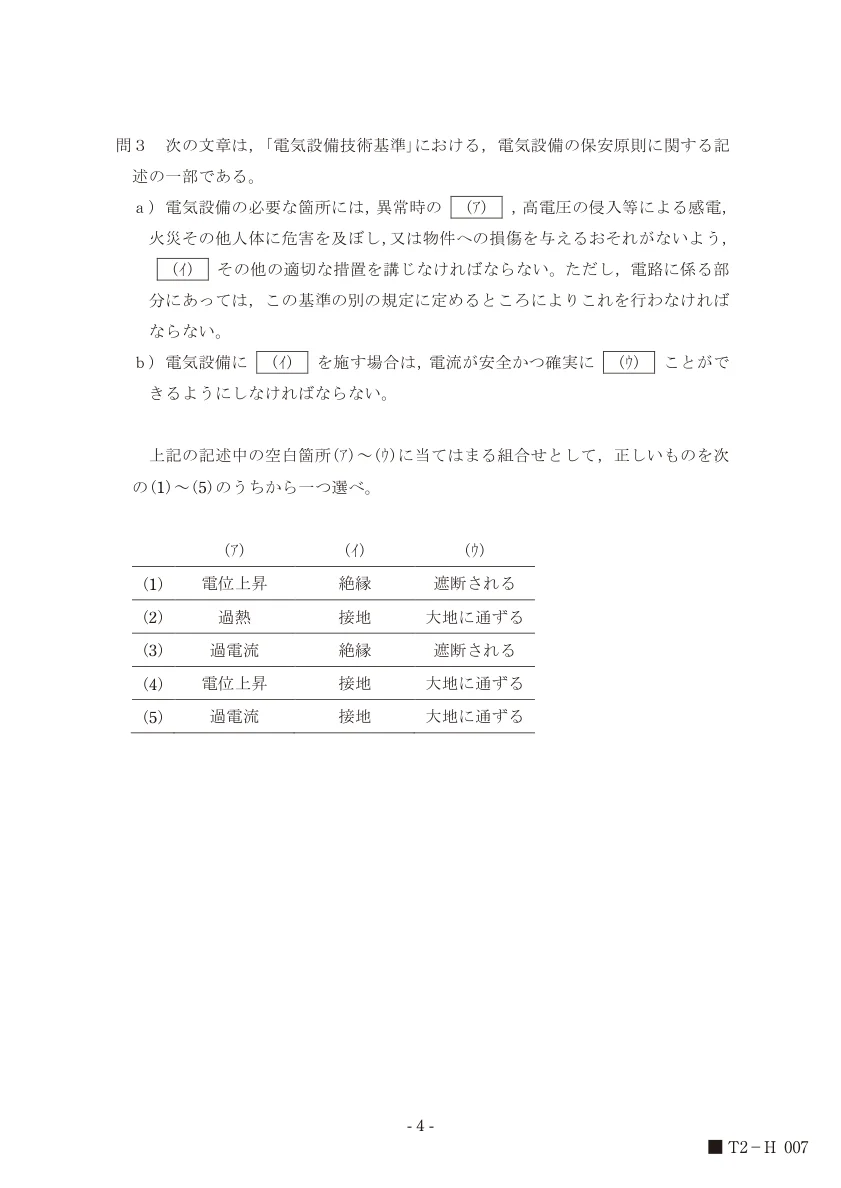 問３　次の文章は，「電気設備技術基準」における，電気設備の保安原則に関する記
述の一部である。
a）電気設備の必要な箇所には，異常時の　(ｱ)　，高電圧の侵入等による感電，
火災その他人体に危害を及ぼし，又は物件への損傷を与えるおそれがないよう，
(ｲ)　その他の適切な措置を講じなければならない。ただし，電路に係る部
分にあっては，この基準の別の規定に定めるところによりこれを行わなければ
ならない。
b）電気設備に　(ｲ)　を施す場合は，電流が安全かつ確実に　(ｳ)　ことがで
きるようにしなければならない。
上記の記述中の空白箇所(ｱ)～(ｳ)に当てはまる組合せとして，正しいものを次
の(1)～(5)のうちから一つ選べ。
(ｱ)　(ｲ)　(ｳ)
(1)　電位上昇　絶縁　遮断される
(2)　過熱　接地　大地に通ずる
(3)　過電流　絶縁　遮断される
(4)　電位上昇　接地　大地に通ずる
(5)　過電流　接地　大地に通ずる
- 4 -
■ T2－H 007